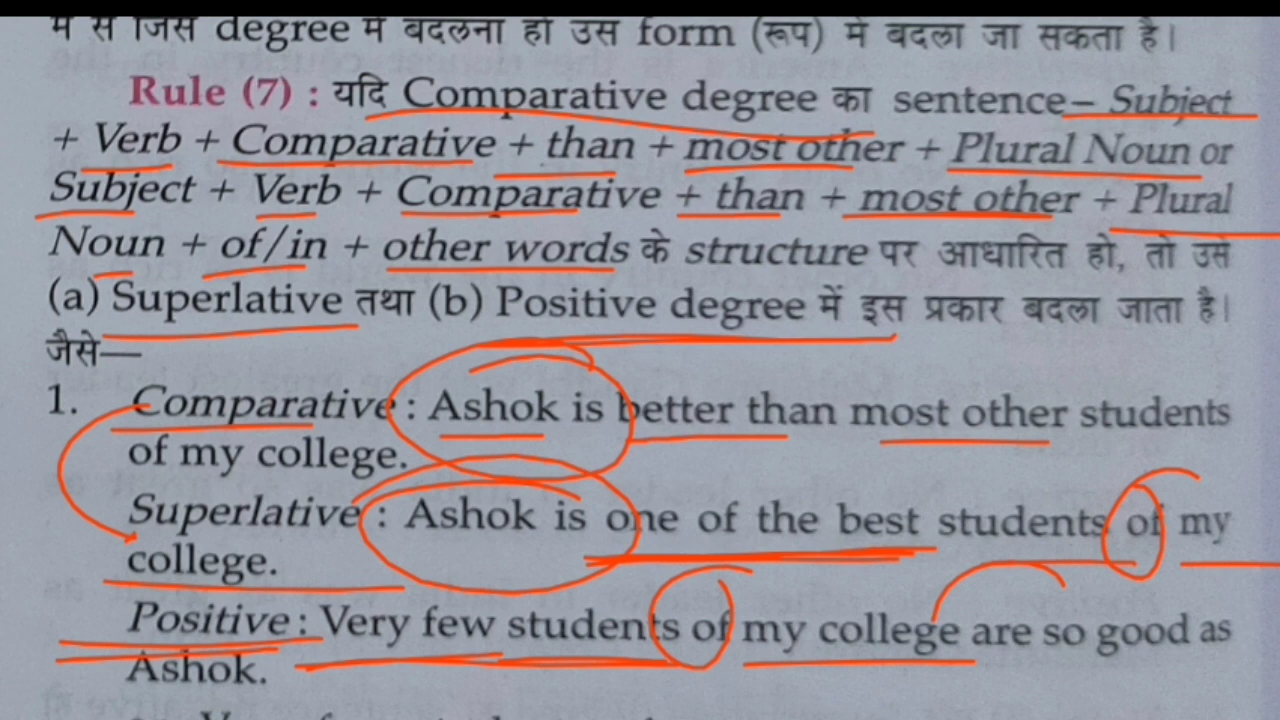 में से जिस degree में बदलना हो उस form (रूप) में बदला जा सकता है।
Rule (7) : यदि Comparative degree का sentence– Subject
+ Verb + Comparative + than + most other + Plural Noun or
Subject + Verb + Comparative + than + most other + Plural
Noun + of/in + other words के structure पर आधारित हो, तो उसे
(a) Superlative तथा (b) Positive degree में इस प्रकार बदला जाता है।
जैसे—
1. Comparative : Ashok is better than most other students
of my college.
Superlative : Ashok is one of the best students of my
college.
Positive : Very few students of my college are so good as
Ashok.